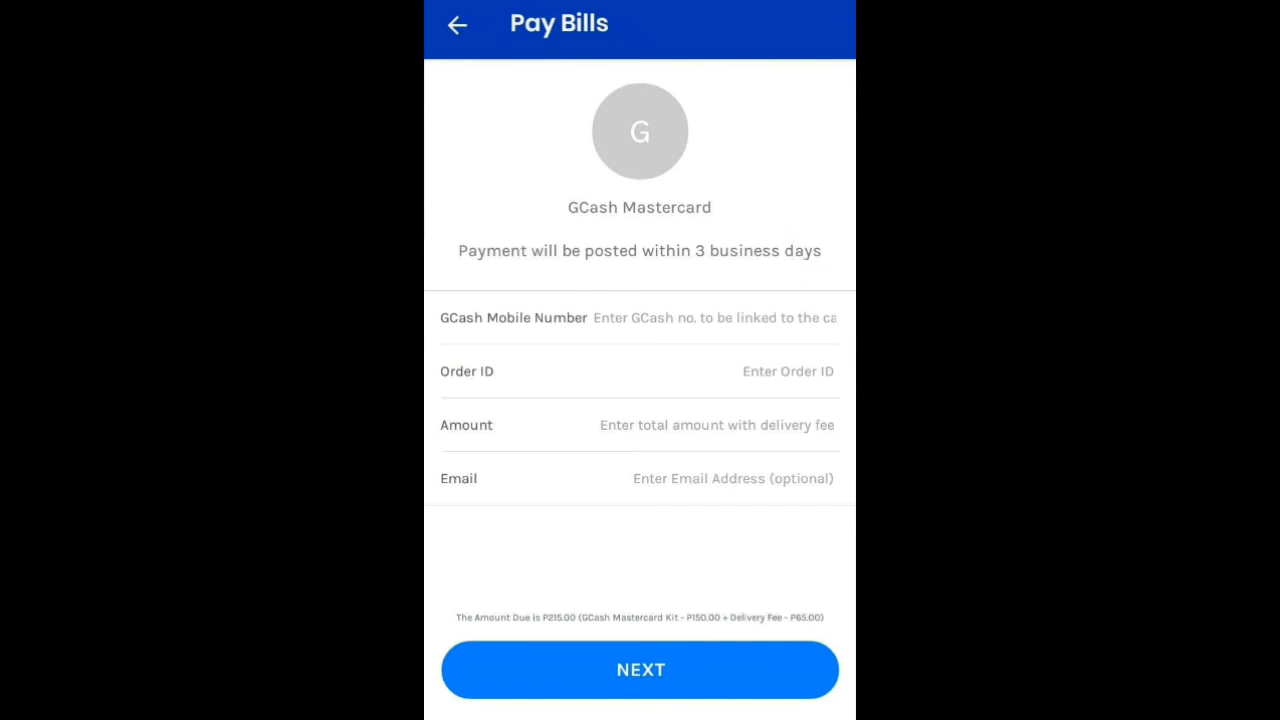 Pay Bills
G
GCash Mastercard
Payment will be posted within 3 business days
GCash Mobile Number Enter GCash no. to be linked to the ca
Order ID Enter Order ID
Amount Enter total amount with delivery fee
Email Enter Email Address (optional)
The Amount Due is P215.00 (GCash Mastercard Kit - P150.00 + Delivery Fee - P65.00)
NEXT